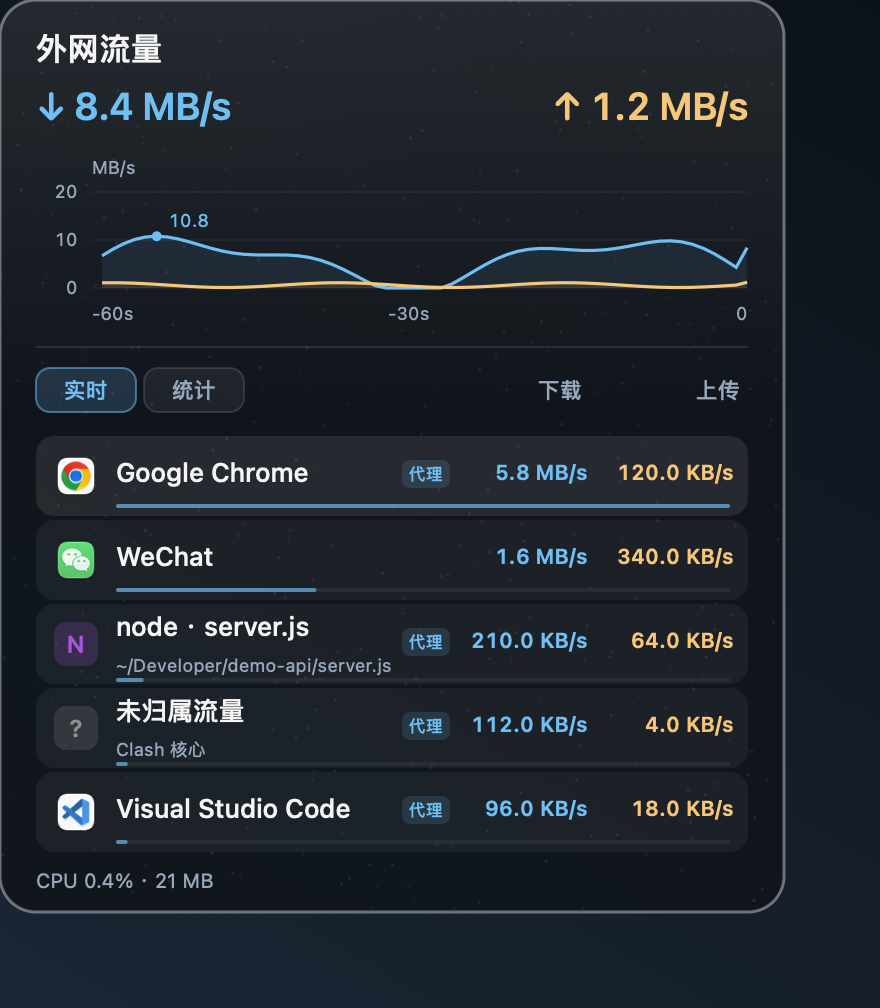 外网流量
↓ 8.4 MB/s ↑ 1.2 MB/s
MB/s
20
10.8
10
0
-60s -30s 0
实时 统计 下载 上传
Google Chrome 代理 5.8 MB/s 120.0 KB/s
WeChat 1.6 MB/s 340.0 KB/s
N node · server.js 代理 210.0 KB/s 64.0 KB/s
~/Developer/demo-api/server.js
? 未归属流量 代理 112.0 KB/s 4.0 KB/s
Clash 核心
Visual Studio Code 代理 96.0 KB/s 18.0 KB/s
CPU 0.4% · 21 MB